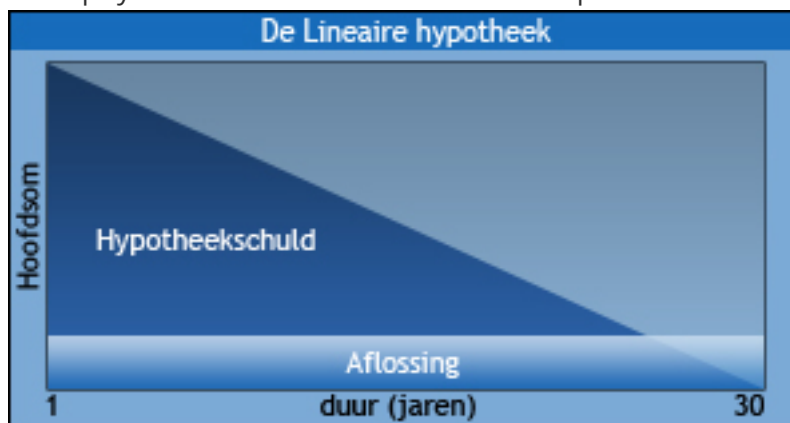 De Lineaire hypotheek
Hoofdsom
Hypotheekschuld
Aflossing
1 duur (jaren) 30